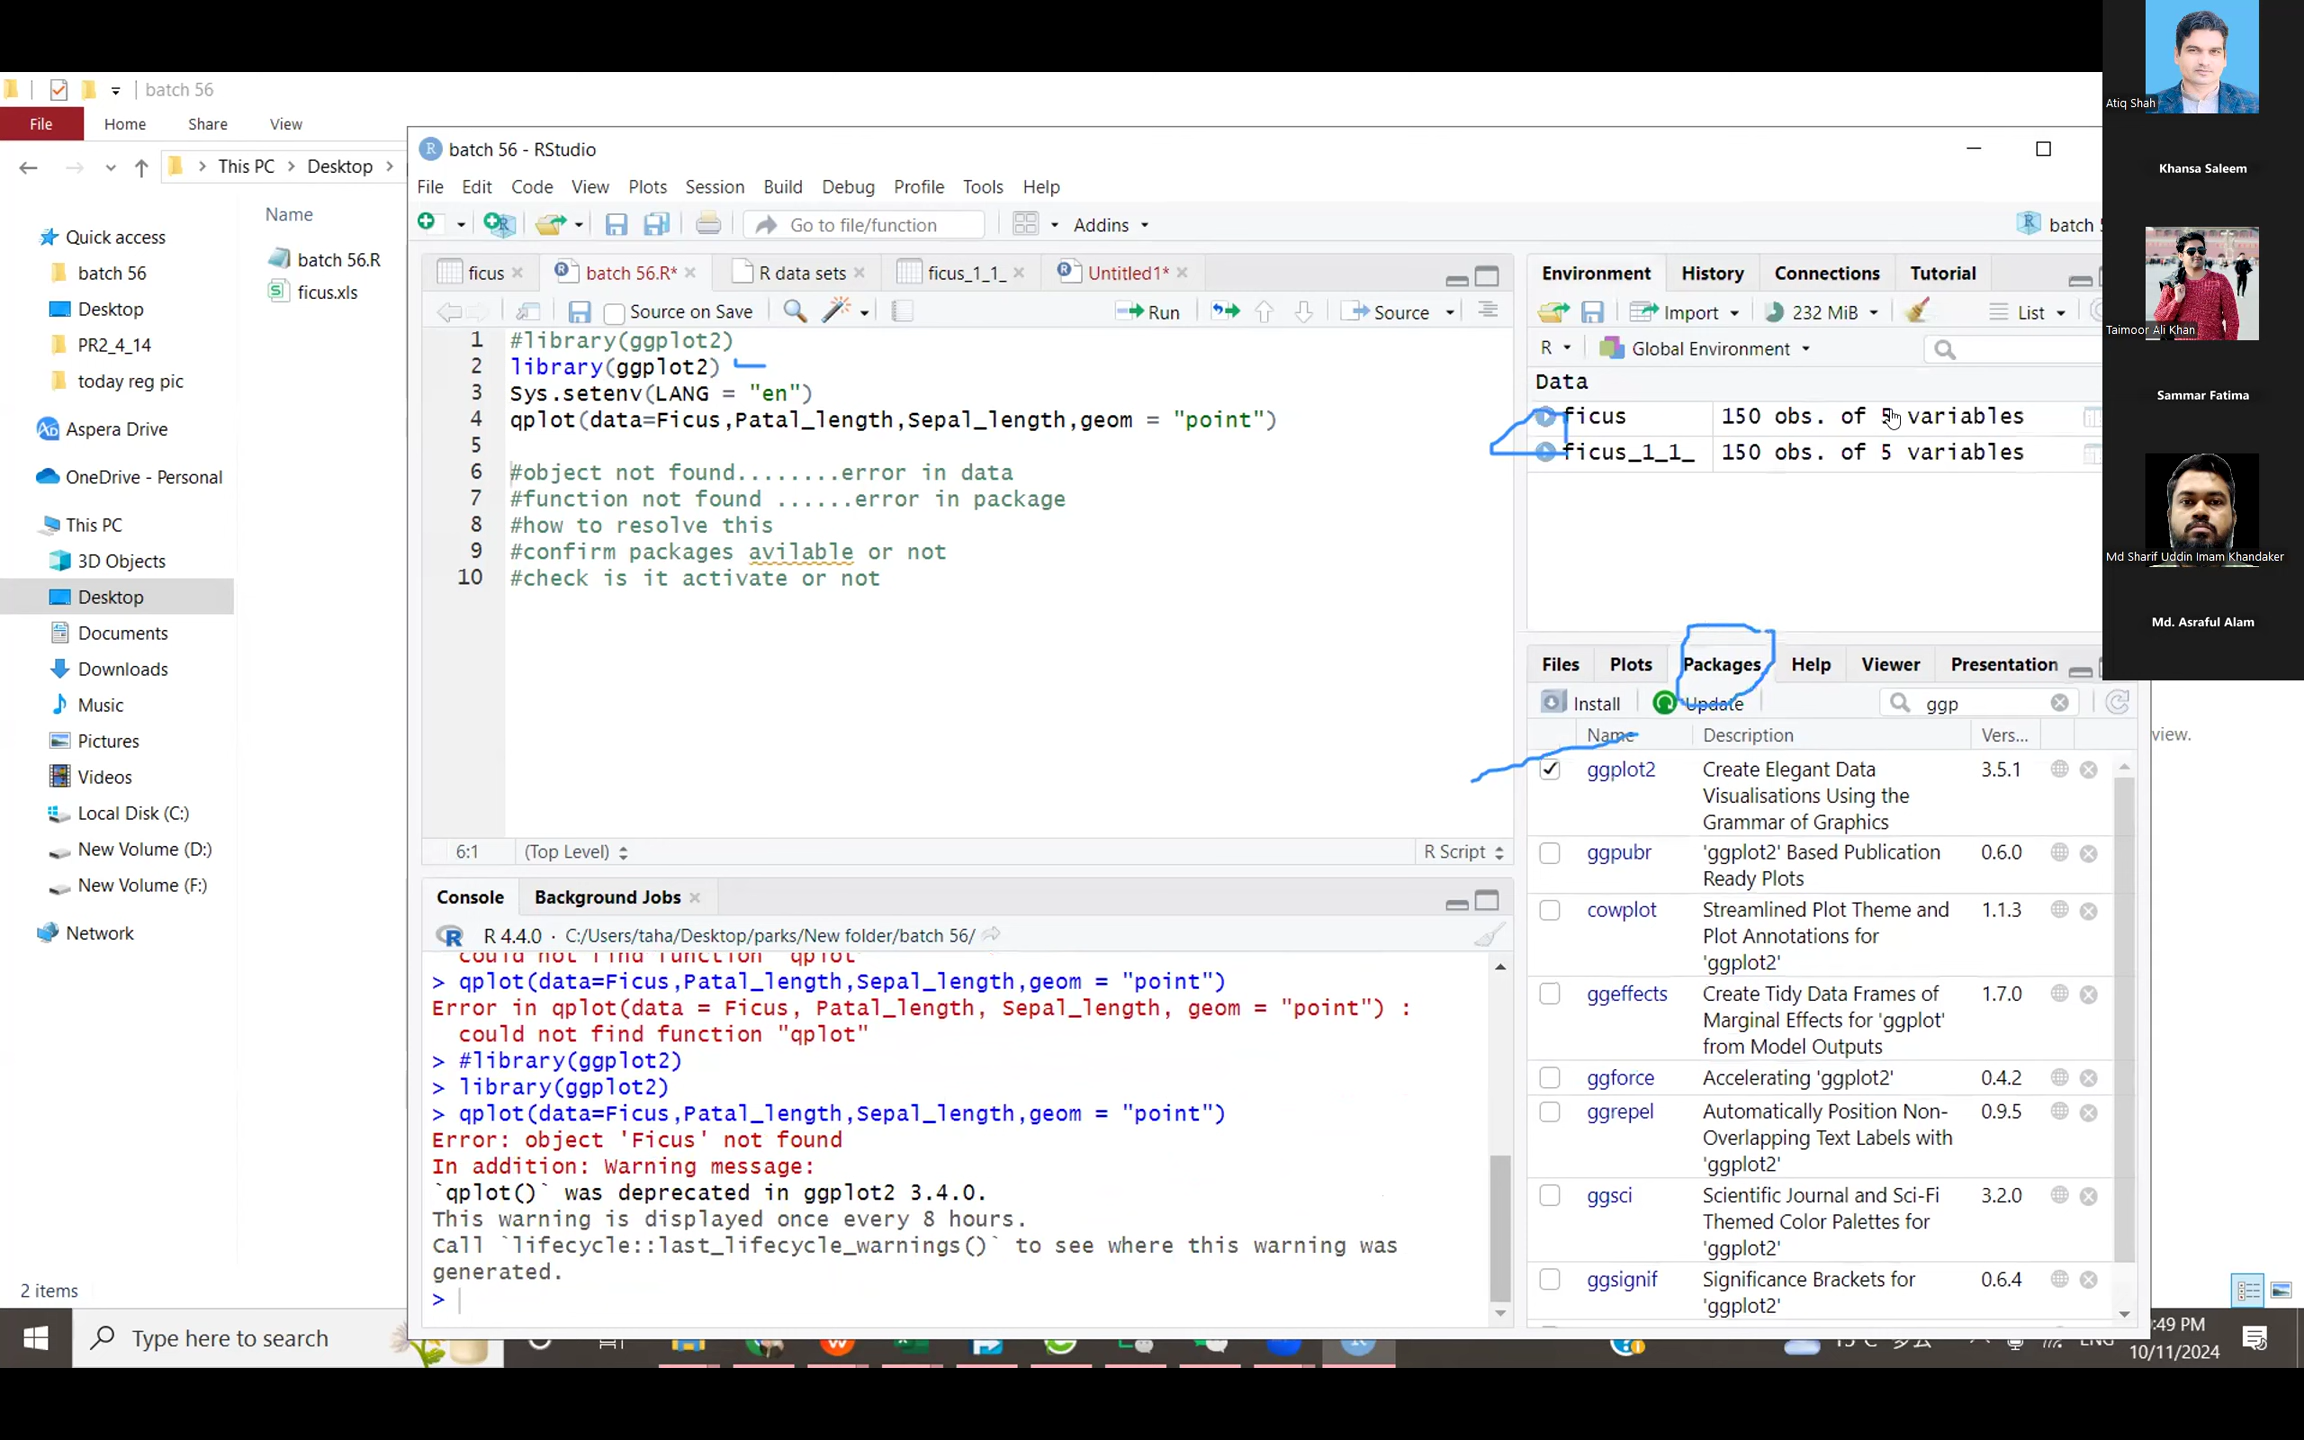 batch 56
File Home Share View
This PC Desktop
Name
Quick access
batch 56
Desktop
PR2_4_14
today reg pic
Aspera Drive
OneDrive - Personal
This PC
3D Objects
Desktop
Documents
Downloads
Music
Pictures
Videos
Local Disk (C:)
New Volume (D:)
New Volume (F:)
Network
batch 56.R
ficus.xls
2 items
batch 56 - RStudio
File Edit Code View Plots Session Build Debug Profile Tools Help
Go to file/function Addins
batch
ficus batch 56.R* R data sets ficus_1_1_ Untitled1*
Source on Save Run Source
1 #library(ggplot2)
2 library(ggplot2)
3 Sys.setenv(LANG = "en")
4 qplot(data=Ficus,Patal_length,Sepal_length,geom = "point")
5
6 #object not found........error in data
7 #function not found ......error in package
8 #how to resolve this
9 #confirm packages avilable or not
10 #check is it activate or not
6:1 (Top Level) R Script
Console Background Jobs
R 4.4.0 · C:/Users/taha/Desktop/parks/New folder/batch 56/
could not find function "qplot"
> qplot(data=Ficus,Patal_length,Sepal_length,geom = "point")
Error in qplot(data = Ficus, Patal_length, Sepal_length, geom = "point") :
could not find function "qplot"
> #library(ggplot2)
> library(ggplot2)
> qplot(data=Ficus,Patal_length,Sepal_length,geom = "point")
Error: object 'Ficus' not found
In addition: Warning message:
`qplot()` was deprecated in ggplot2 3.4.0.
This warning is displayed once every 8 hours.
Call `lifecycle::last_lifecycle_warnings()` to see where this warning was
generated.
>
Environment History Connections Tutorial
Import 232 MiB List
R Global Environment
Data
ficus 150 obs. of 5 variables
ficus_1_1_ 150 obs. of 5 variables
Files Plots Packages Help Viewer Presentation
Install Update ggp
Name Description Vers...
ggplot2 Create Elegant Data 3.5.1
Visualisations Using the
Grammar of Graphics
ggpubr 'ggplot2' Based Publication 0.6.0
Ready Plots
cowplot Streamlined Plot Theme and 1.1.3
Plot Annotations for
'ggplot2'
ggeffects Create Tidy Data Frames of 1.7.0
Marginal Effects for 'ggplot'
from Model Outputs
ggforce Accelerating 'ggplot2' 0.4.2
ggrepel Automatically Position Non- 0.9.5
Overlapping Text Labels with
'ggplot2'
ggsci Scientific Journal and Sci-Fi 3.2.0
Themed Color Palettes for
'ggplot2'
ggsignif Significance Brackets for 0.6.4
'ggplot2'
view.
Atiq Shah
Khansa Saleem
Taimoor Ali Khan
Sammar Fatima
Md Sharif Uddin Imam Khandaker
Md. Asraful Alam
Type here to search
:49 PM
10/11/2024